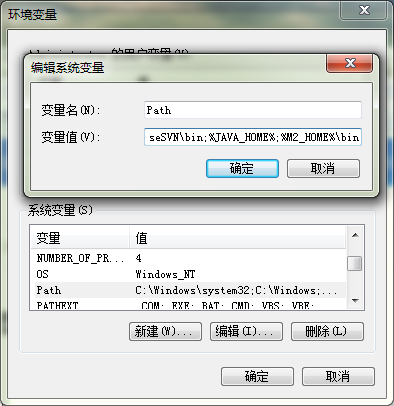 环境变量
的用户变量(U)
编辑系统变量
变量名(N): Path
变量值(V): seSVN\bin;%JAVA_HOME%;%M2_HOME%\bin
确定 取消
系统变量(S)
变量 值
NUMBER_OF_PR... 4
OS Windows_NT
Path C:\Windows\system32;C:\Windows;...
PATHEXT .COM;.EXE;.BAT;.CMD;.VBS;.VBE;
新建(W)... 编辑(I)... 删除(L)
确定 取消